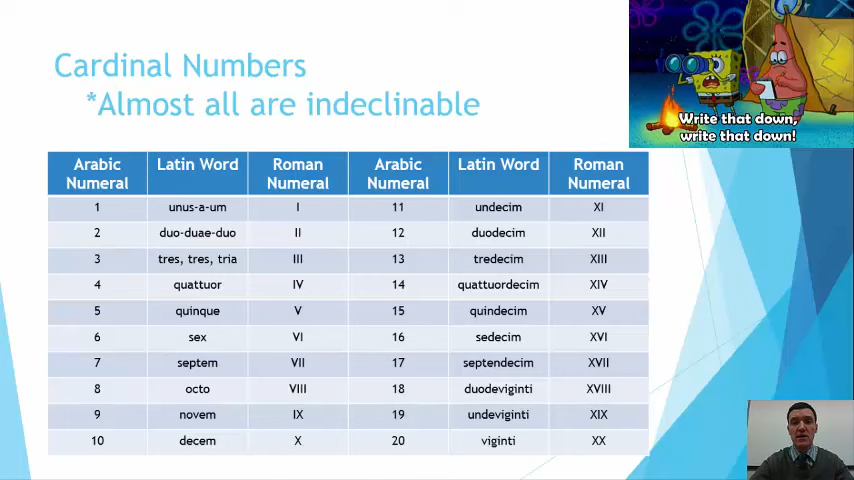 Cardinal Numbers
*Almost all are indeclinable
Write that down,
write that down!
Arabic Numeral Latin Word Roman Numeral Arabic Numeral Latin Word Roman Numeral
1 unus-a-um I 11 undecim XI
2 duo-duae-duo II 12 duodecim XII
3 tres, tres, tria III 13 tredecim XIII
4 quattuor IV 14 quattuordecim XIV
5 quinque V 15 quindecim XV
6 sex VI 16 sedecim XVI
7 septem VII 17 septendecim XVII
8 octo VIII 18 duodeviginti XVIII
9 novem IX 19 undeviginti XIX
10 decem X 20 viginti XX